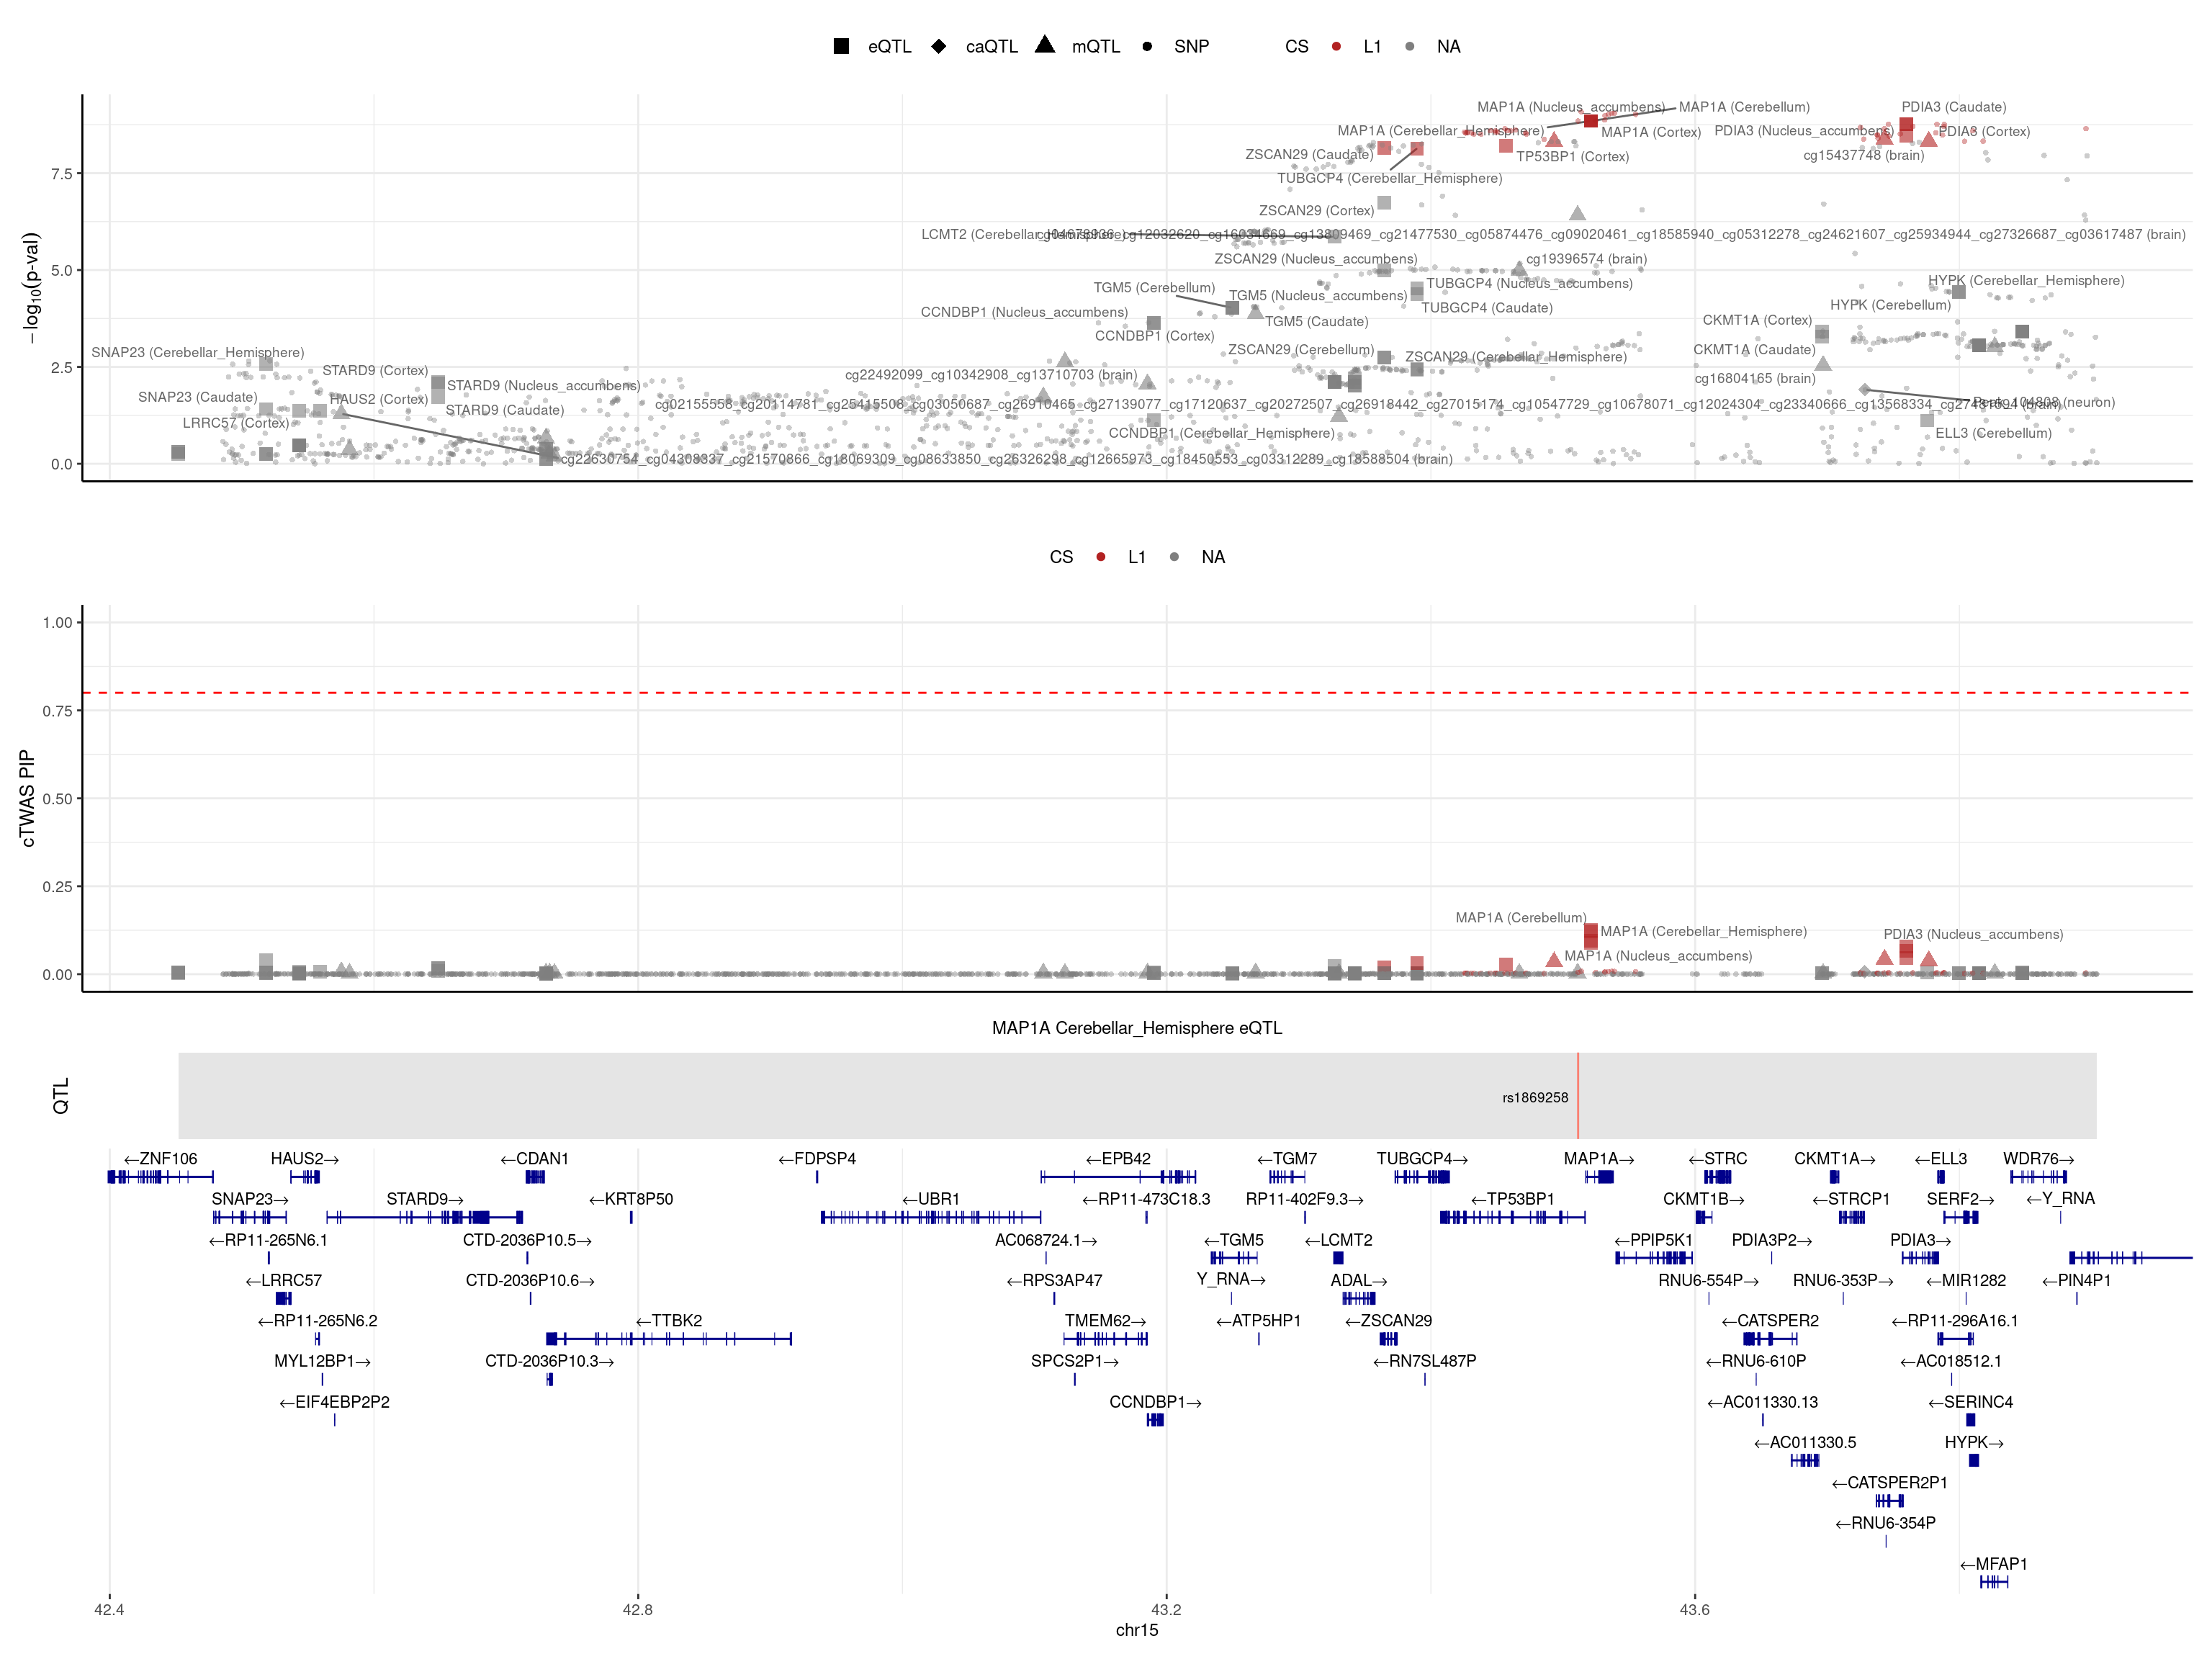 eQTL caQTL mQTL SNP CS L1 NA
MAP1A (Nucleus_accumbens) MAP1A (Cerebellum) PDIA3 (Caudate)
MAP1A (Cerebellar_Hemisphere) MAP1A (Cortex) PDIA3 (Nucleus_accumbens) PDIA3 (Cortex)
ZSCAN29 (Caudate) TP53BP1 (Cortex) cg15437748 (brain)
7.5
TUBGCP4 (Cerebellar_Hemisphere)
ZSCAN29 (Cortex)
LCMT2 (Cerebellar_Hemisphere) cg12032620_cg16034669_cg13809469_cg21477530_cg05874476_cg09020461_cg18585940_cg05312278_cg24621607_cg25934944_cg27326687_cg03617487 (brain)
ZSCAN29 (Nucleus_accumbens) cg19396574 (brain)
5.0
TGM5 (Cerebellum) TGM5 (Nucleus_accumbens) TUBGCP4 (Nucleus_accumbens) HYPK (Cerebellar_Hemisphere)
CCNDBP1 (Nucleus_accumbens) TUBGCP4 (Caudate) HYPK (Cerebellum)
TGM5 (Caudate) CKMT1A (Cortex)
CCNDBP1 (Cortex)
SNAP23 (Cerebellar_Hemisphere) ZSCAN29 (Cerebellum) ZSCAN29 (Cerebellar_Hemisphere) CKMT1A (Caudate)
2.5
STARD9 (Cortex) cg22492099_cg10342908_cg13710703 (brain) cg16804165 (brain)
STARD9 (Nucleus_accumbens)
SNAP23 (Caudate) HAUS2 (Cortex) cg02155558_cg20114781_cg25415508_cg03050687_cg26910465_cg27139077_cg17120637_cg20272507_cg26918442_cg27015174_cg10547729_cg10678071_cg12024304_cg23340666_cg13568334 Peak_104808 (neuron)
STARD9 (Caudate)
LRRC57 (Cortex) CCNDBP1 (Cerebellar_Hemisphere) ELL3 (Cerebellum)
0.0
cg22630754_cg04308337_cg21570866_cg18069309_cg08633850_cg26326298_cg12665973_cg18450553_cg03312289_cg18588504 (brain)
−log10(p-val)
CS L1 NA
1.00
0.75
0.50
0.25
0.00
cTWAS PIP
MAP1A (Cerebellum)
MAP1A (Cerebellar_Hemisphere) PDIA3 (Nucleus_accumbens)
MAP1A (Nucleus_accumbens)
MAP1A Cerebellar_Hemisphere eQTL
QTL
rs1869258
←ZNF106 HAUS2→ ←CDAN1 ←FDPSP4 ←EPB42 ←TGM7 TUBGCP4→ MAP1A→ ←STRC CKMT1A→ ←ELL3 WDR76→
SNAP23→ STARD9→ ←KRT8P50 ←UBR1 ←RP11-473C18.3 RP11-402F9.3→ ←TP53BP1 CKMT1B→ ←STRCP1 SERF2→ ←Y_RNA
←RP11-265N6.1 CTD-2036P10.5→ AC068724.1→ ←TGM5 ←LCMT2 ←PPIP5K1 PDIA3P2→ PDIA3→
←LRRC57 CTD-2036P10.6→ ←RPS3AP47 Y_RNA→ ADAL→ RNU6-554P→ RNU6-353P→ ←MIR1282 ←PIN4P1
←RP11-265N6.2 ←TTBK2 TMEM62→ ←ATP5HP1 ←ZSCAN29 ←CATSPER2 ←RP11-296A16.1
MYL12BP1→ CTD-2036P10.3→ SPCS2P1→ ←RN7SL487P ←RNU6-610P ←AC018512.1
←EIF4EBP2P2 CCNDBP1→ ←AC011330.13 ←SERINC4
←AC011330.5 HYPK→
←CATSPER2P1
←RNU6-354P
←MFAP1
42.4 42.8 43.2 43.6
chr15